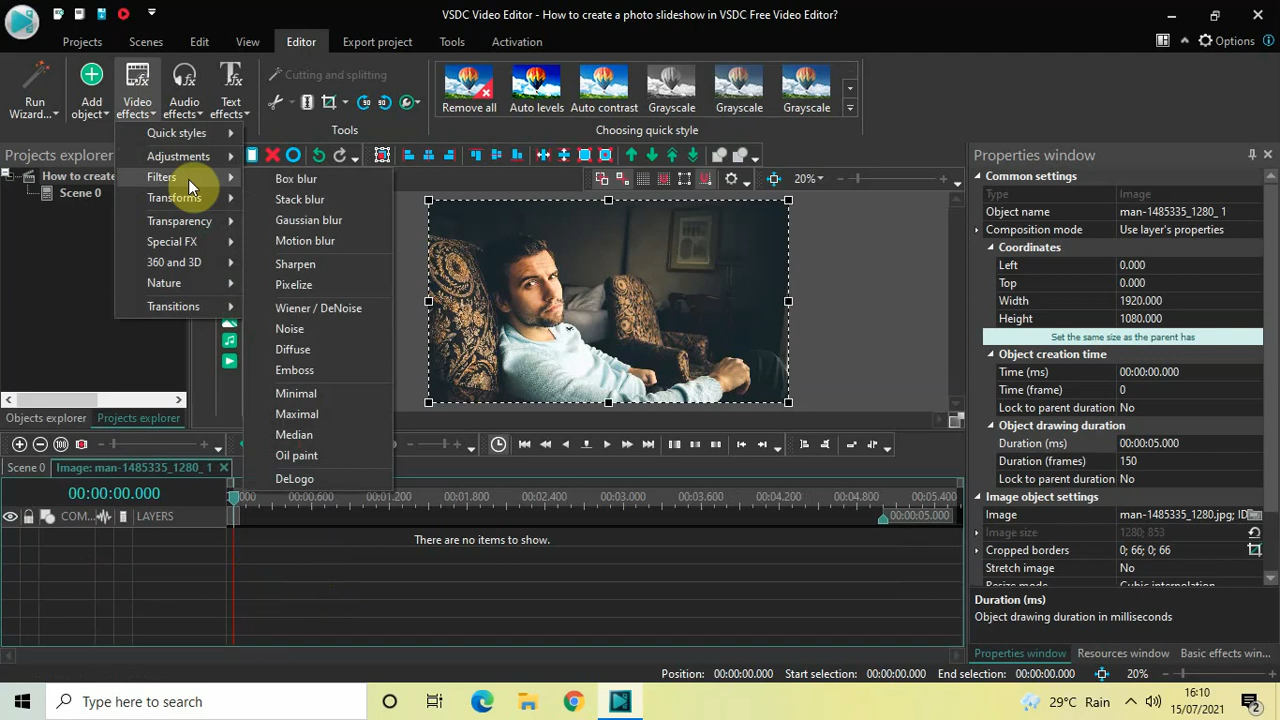 VSDC Video Editor - How to create a photo slideshow in VSDC Free Video Editor?
Projects Scenes Edit View Editor Export project Tools Activation Options
Run Wizard... Add object Video effects Audio effects Text effects
Cutting and splitting
Tools
Remove all Auto levels Auto contrast Grayscale Grayscale Grayscale
Choosing quick style
Projects explorer
How to create
Scene 0
Quick styles
Adjustments
Filters
Transforms
Transparency
Special FX
360 and 3D
Nature
Transitions
Box blur
Stack blur
Gaussian blur
Motion blur
Sharpen
Pixelize
Wiener / DeNoise
Noise
Diffuse
Emboss
Minimal
Maximal
Median
Oil paint
DeLogo
20%
Properties window
Common settings
Type Image
Object name man-1485335_1280_ 1
Composition mode Use layer's properties
Coordinates
Left 0.000
Top 0.000
Width 1920.000
Height 1080.000
Set the same size as the parent has
Object creation time
Time (ms) 00:00:00.000
Time (frame) 0
Lock to parent duration No
Object drawing duration
Duration (ms) 00:00:05.000
Duration (frames) 150
Lock to parent duration No
Image object settings
Image man-1485335_1280.jpg; ID
Image size 1280; 853
Cropped borders 0; 66; 0; 66
Stretch image No
Resize mode Cubic interpolation
Duration (ms)
Object drawing duration in milliseconds
Properties window Resources window Basic effects win...
Objects explorer Projects explorer
Scene 0 Image: man-1485335_1280_ 1
00:00:00.000
000 00:00.600 00:01.200 00:01.800 00:02.400 00:03.000 00:03.600 00:04.200 00:04.800 00:05.400
COM... LAYERS
00:00:05.000
There are no items to show.
Position: 00:00:00.000 Start selection: 00:00:00.000 End selection: 00:00:00.000 20%
Type here to search
29°C Rain
16:10
15/07/2021
2